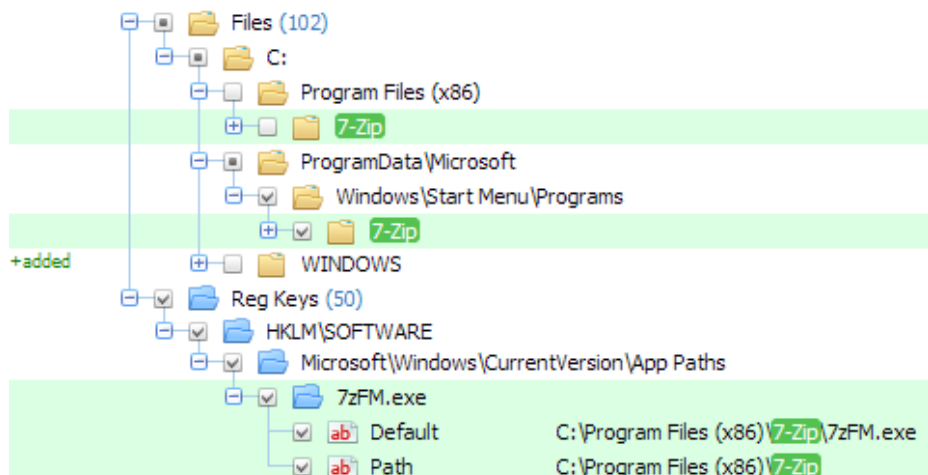 Files (102)
C:
Program Files (x86)
7-Zip
ProgramData\Microsoft
Windows\Start Menu\Programs
7-Zip
+added WINDOWS
Reg Keys (50)
HKLM\SOFTWARE
Microsoft\Windows\CurrentVersion\App Paths
7zFM.exe
ab Default C:\Program Files (x86)\7-Zip\7zFM.exe
ab Path C:\Program Files (x86)\7-Zip